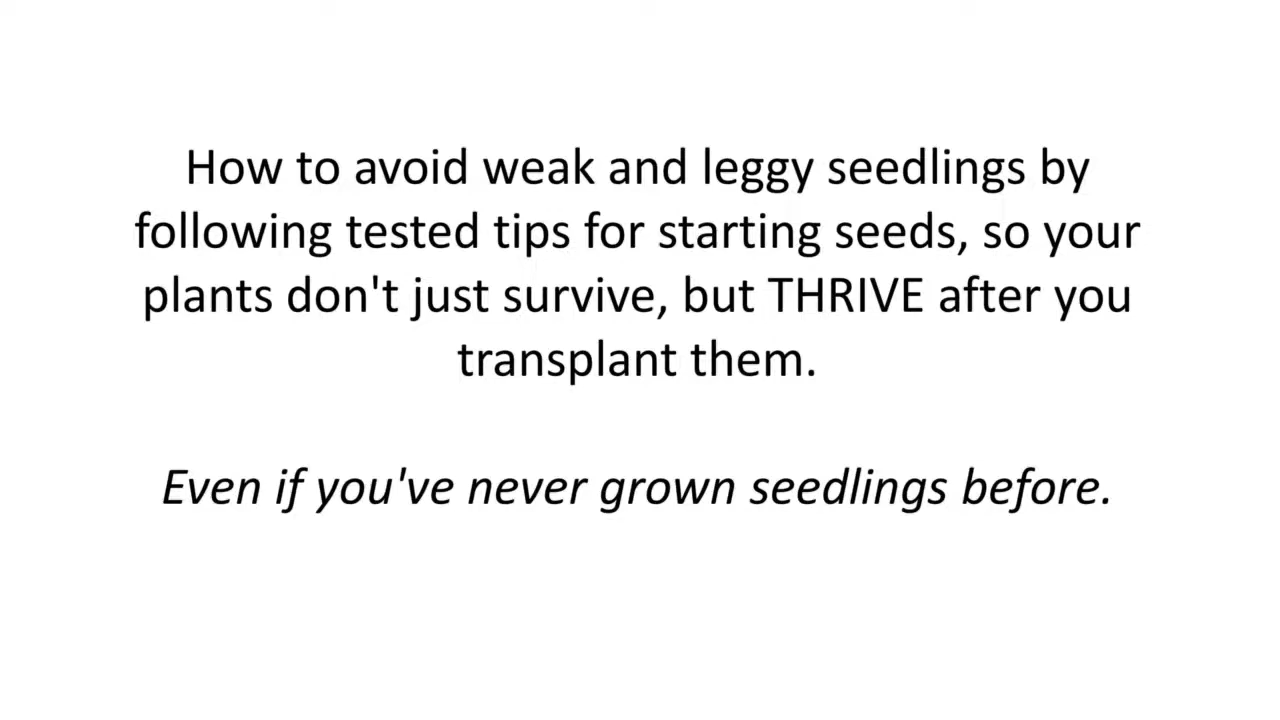 How to avoid weak and leggy seedlings by
following tested tips for starting seeds, so your
plants don't just survive, but THRIVE after you
transplant them.
Even if you've never grown seedlings before.